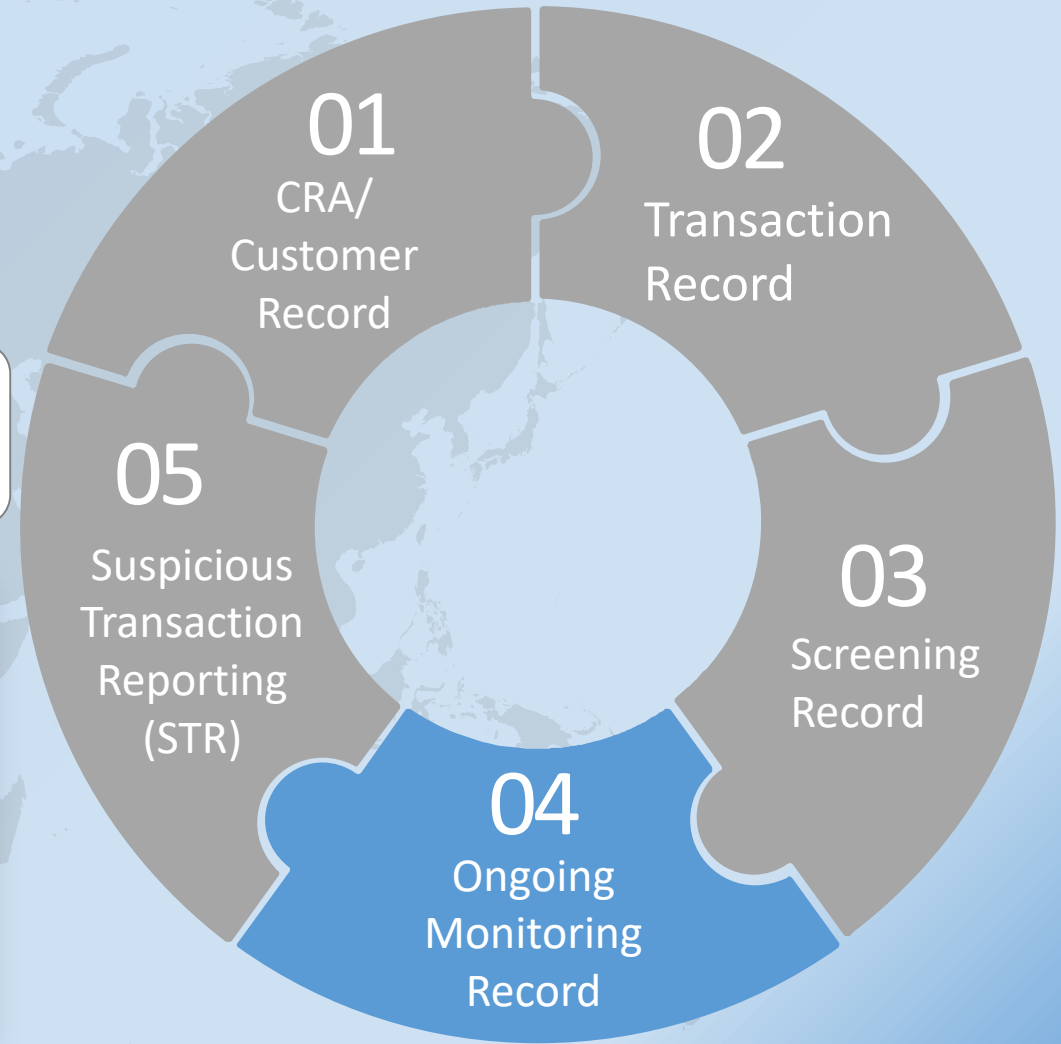 01
CRA/
Customer
Record
02
Transaction
Record
03
Screening
Record
04
Ongoing
Monitoring
Record
05
Suspicious
Transaction
Reporting
(STR)